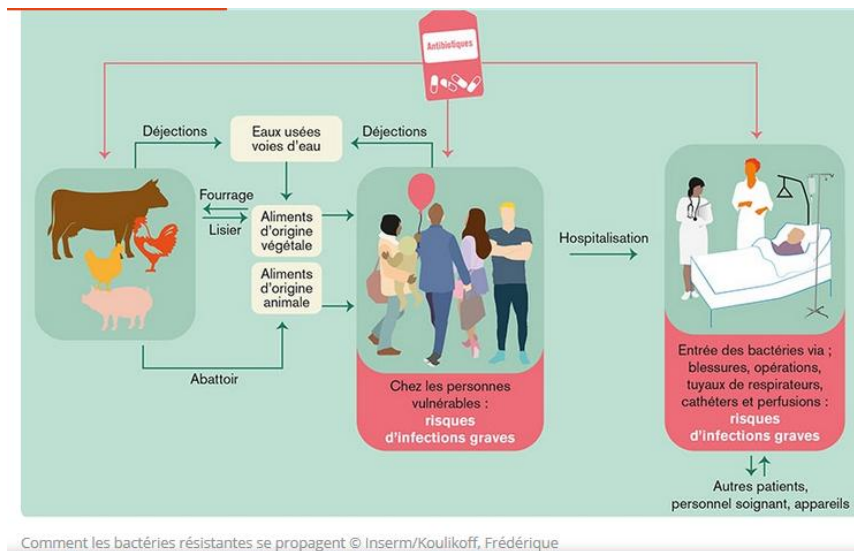 Antibiotiques
Déjections
Eaux usées
voies d'eau
Déjections
Fourrage
Lisier
Aliments
d'origine
végétale
Aliments
d'origine
animale
Abattoir
Chez les personnes
vulnérables :
risques
d'infections graves
Hospitalisation
Entrée des bactéries via ;
blessures, opérations,
tuyaux de respirateurs,
cathéters et perfusions :
risques
d'infections graves
Autres patients,
personnel soignant, appareils
Comment les bactéries résistantes se propagent © Inserm/Koulikoff, Frédérique